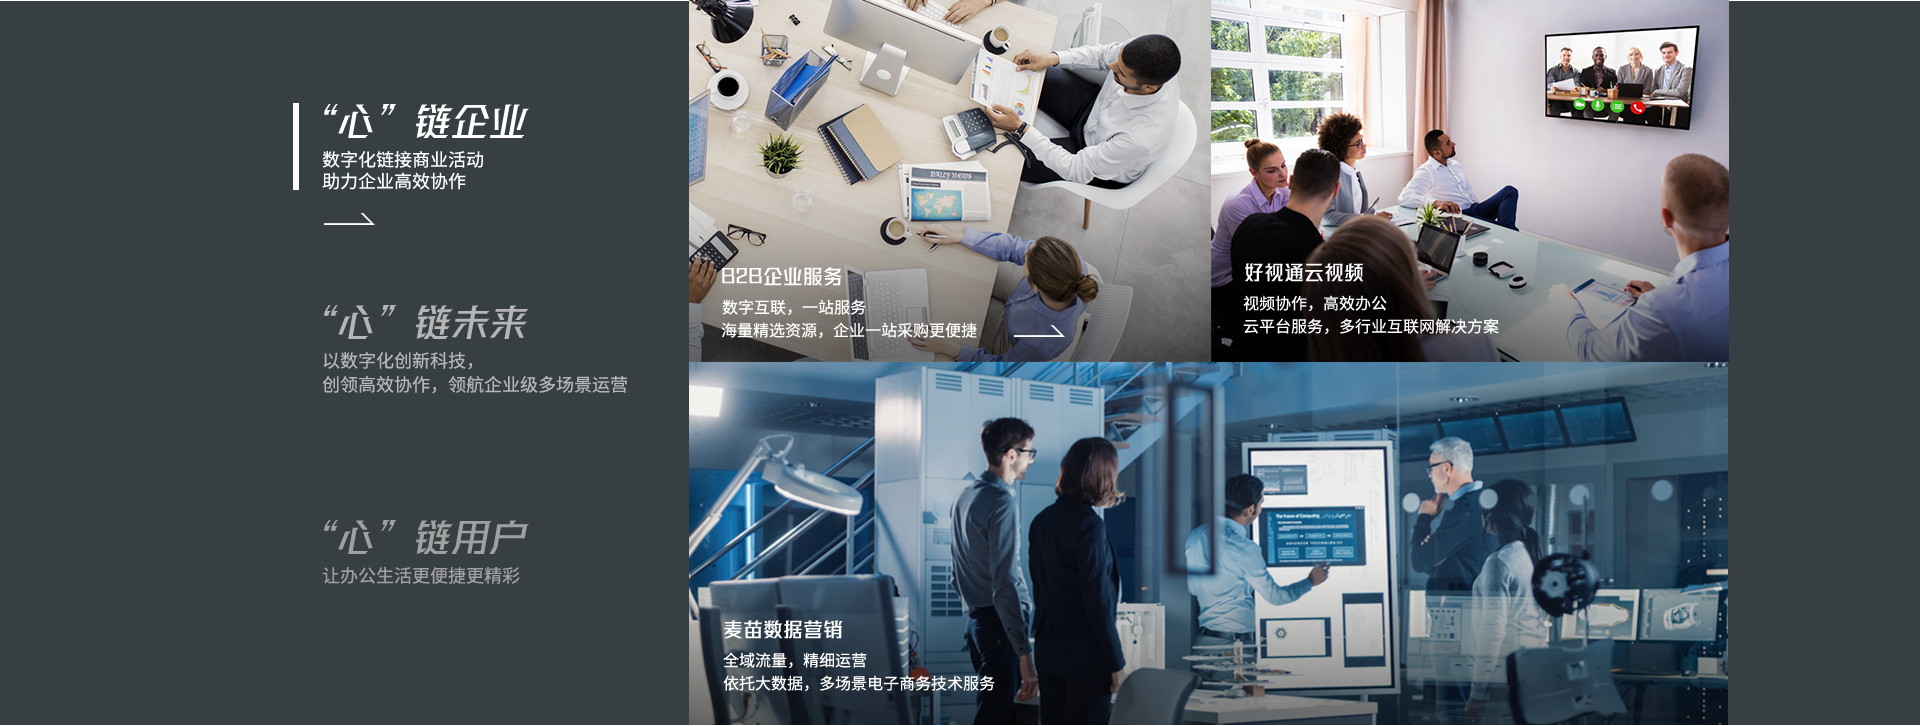 “心”链企业
数字化链接商业活动
助力企业高效协作
“心”链未来
以数字化创新科技，
创领高效协作，领航企业级多场景运营
“心”链用户
让办公生活更便捷更精彩
DAILY NEWS
B2B企业服务
数字互联，一站服务
海量精选资源，企业一站采购更便捷
好视通云视频
视频协作，高效办公
云平台服务，多行业互联网解决方案
The Future of Computing
麦苗数据营销
全域流量，精细运营
依托大数据，多场景电子商务技术服务